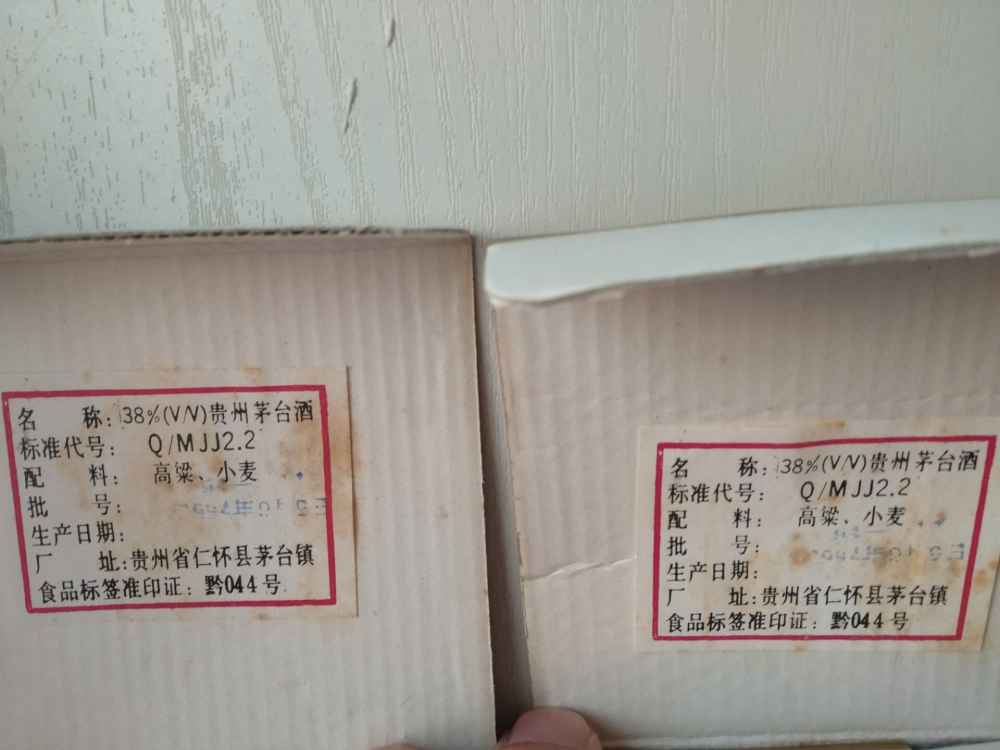 名 称：38%(V/V)贵州茅台酒
标准代号： Q/MJJ2.2
配 料： 高粱、小麦
批 号：
生产日期：
厂 址：贵州省仁怀县茅台镇
食品标签准印证：黔044号
名 称：38%(V/V)贵州茅台酒
标准代号： Q/MJJ2.2
配 料： 高粱、小麦
批 号：
生产日期：
厂 址：贵州省仁怀县茅台镇
食品标签准印证：黔044号